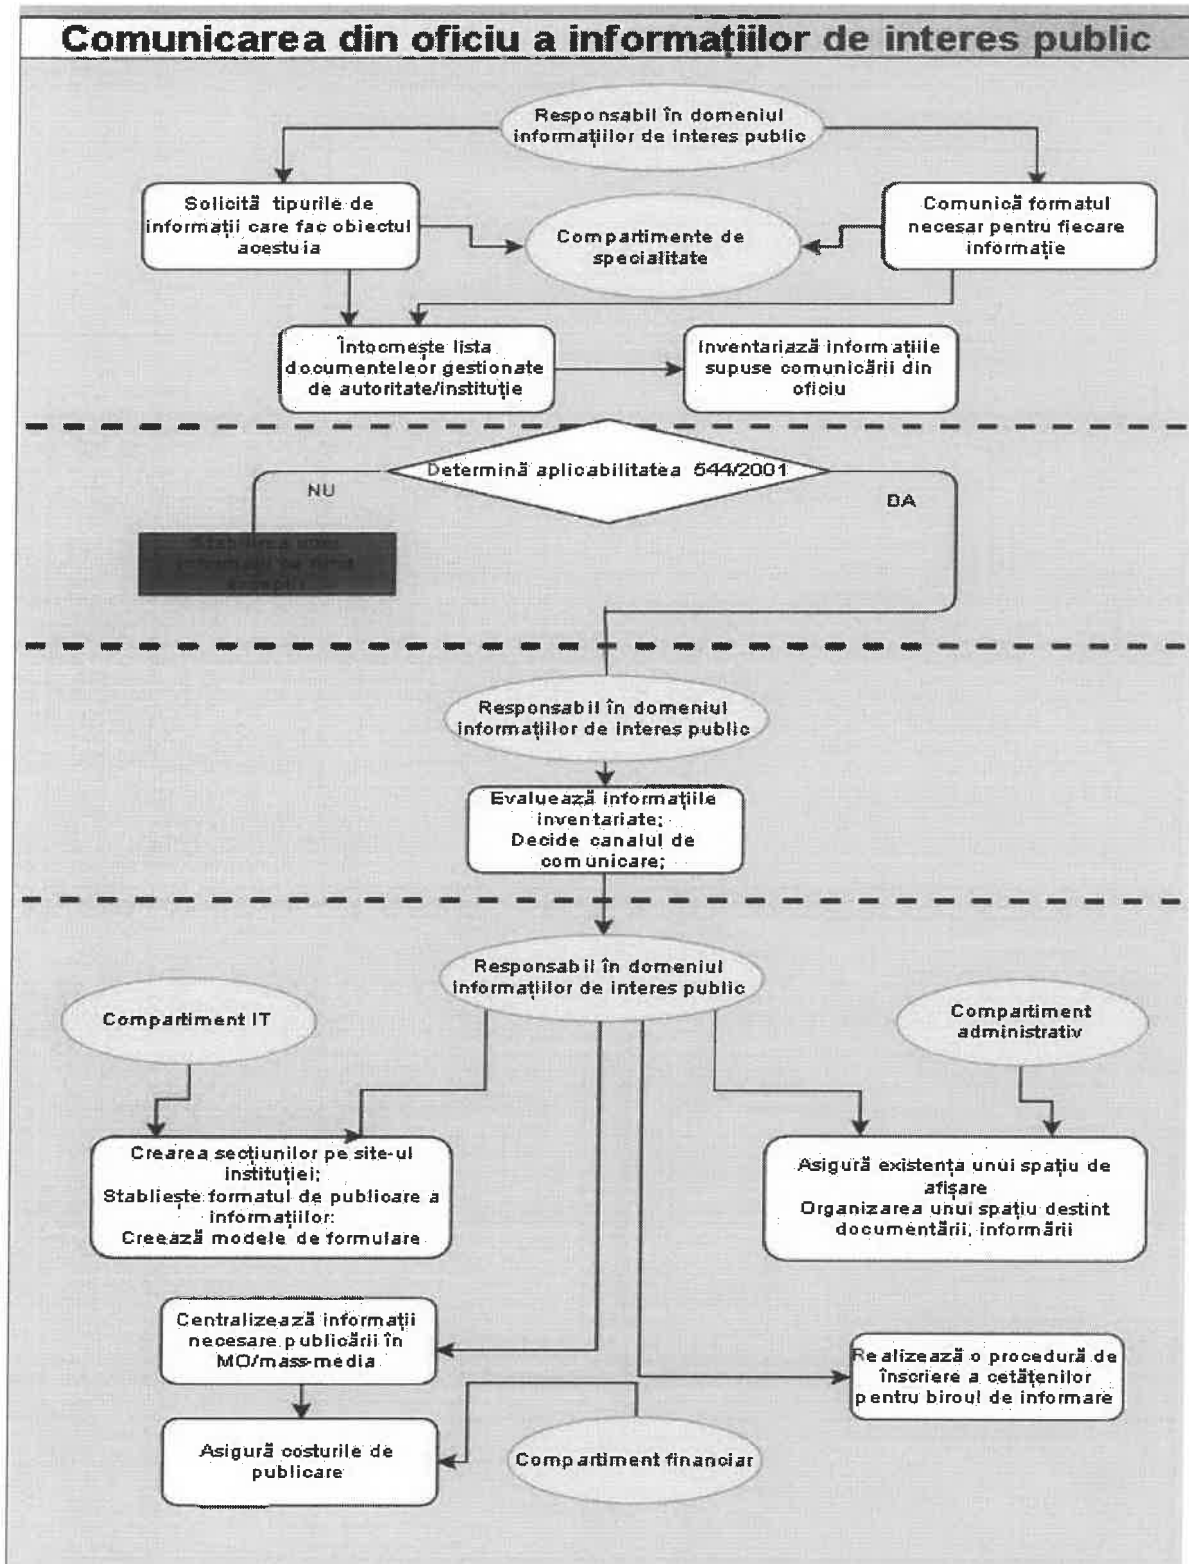 Comunicarea din oficiu a informațiilor de interes public
Responsabil în domeniul
informațiilor de interes public
Solicită tipurile de
informații care fac obiectul
acestuia
Compartimente de
specialitate
Comunică formatul
necesar pentru fiecare
informație
Întocmește lista
documenteleor gestionate
de autoritate/instituție
Inventariază informațiile
supuse comunicării din
oficiu
Determină aplicabilitatea 544/2001
NU
DA
Responsabil în domeniul
informațiilor de interes public
Evaluează informațiile
inventariate;
Decide canalul de
comunicare;
Responsabil în domeniul
informațiilor de interes public
Compartiment IT
Compartiment
administrativ
Crearea secțiunilor pe site-ul
instituției;
Stabliește formatul de publicare a
informațiilor:
Creează modele de formulare
Asigură existența unui spațiu de
afișare
Organizarea unui spațiu destint
documentării, informării
Centralizează informații
necesare publicării în
MO/mass-media
Realizează o procedură de
înscriere a cetățenilor
pentru biroul de informare
Asigură costurile de
publicare
Compartiment financiar